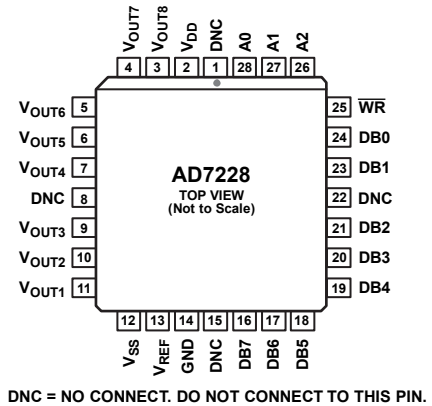 VOUT7
VOUT8
VDD
DNC
A0
A1
A2
4 3 2 1 28 27 26
VOUT6 5
VOUT5 6
VOUT4 7
DNC 8
VOUT3 9
VOUT2 10
VOUT1 11
AD7228
TOP VIEW
(Not to Scale)
25 WR
24 DB0
23 DB1
22 DNC
21 DB2
20 DB3
19 DB4
12 13 14 15 16 17 18
VSS
VREF
GND
DNC
DB7
DB6
DB5
DNC = NO CONNECT. DO NOT CONNECT TO THIS PIN.